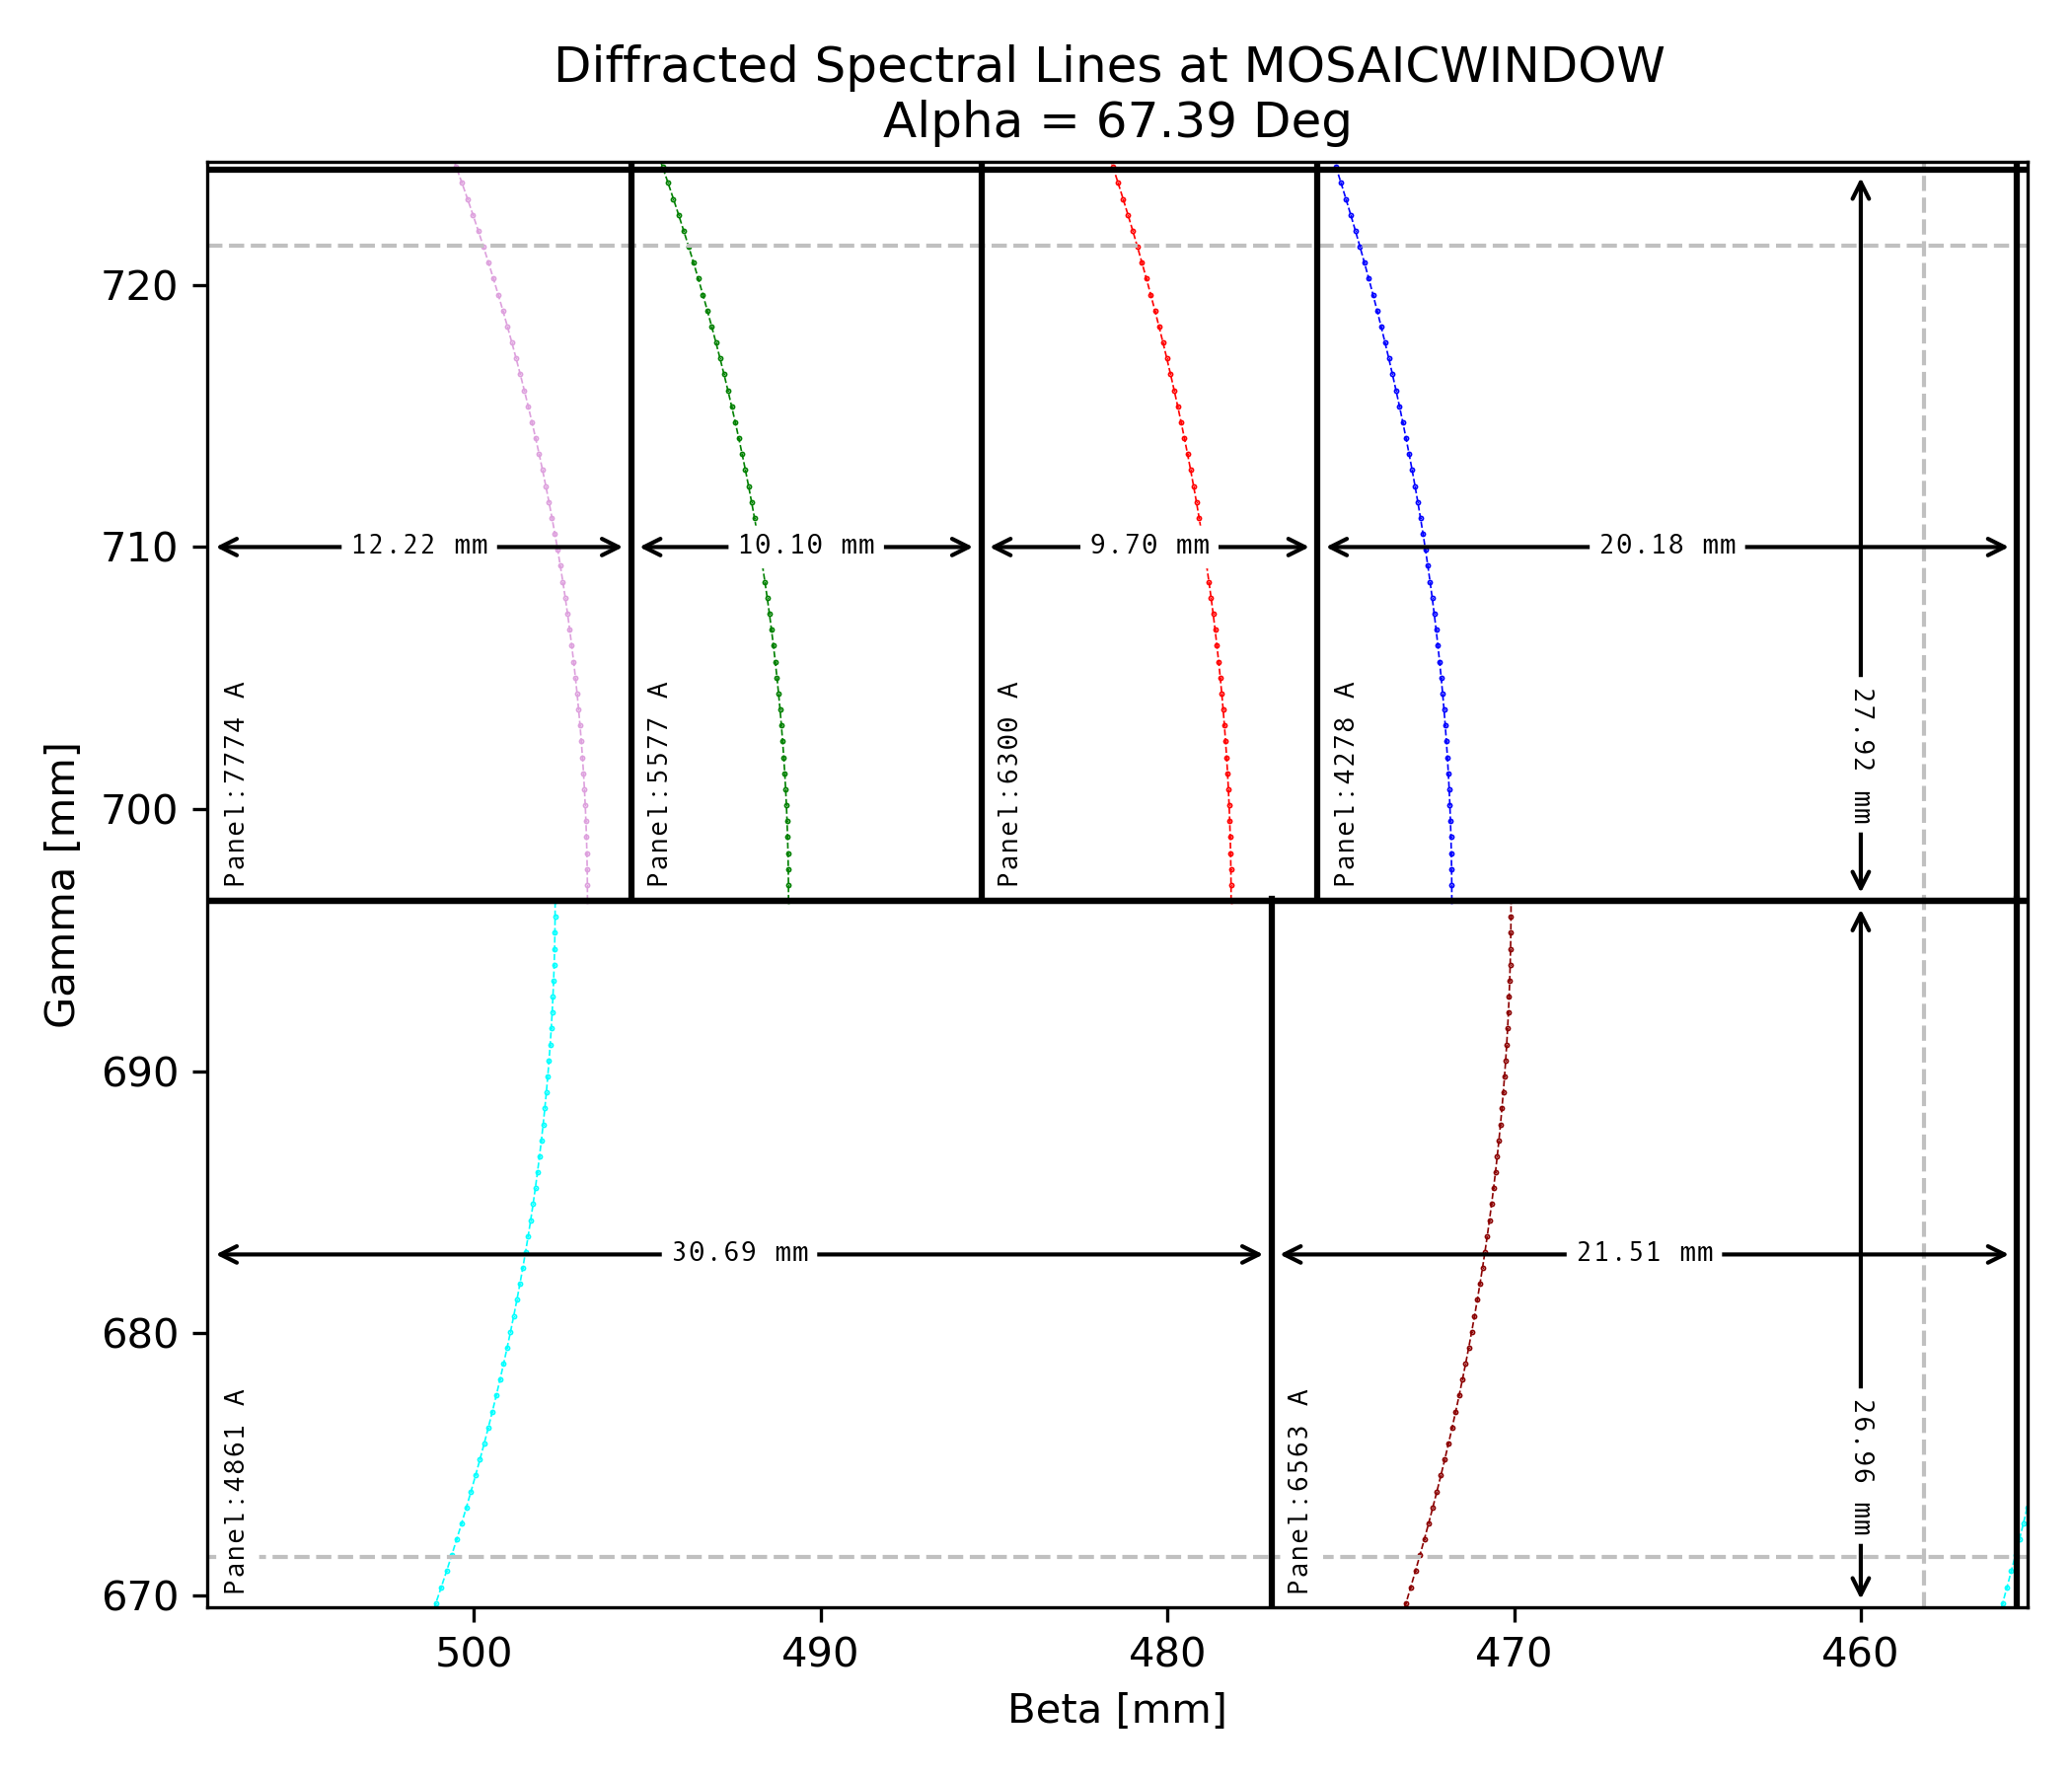 Diffracted Spectral Lines at MOSAICWINDOW
Alpha = 67.39 Deg
Gamma [mm]
720
710
700
690
680
670
12.22 mm
10.10 mm
9.70 mm
20.18 mm
27.92 mm
Panel:7774 A
Panel:5577 A
Panel:6300 A
Panel:4278 A
30.69 mm
21.51 mm
26.96 mm
Panel:4861 A
Panel:6563 A
500
490
480
470
460
Beta [mm]